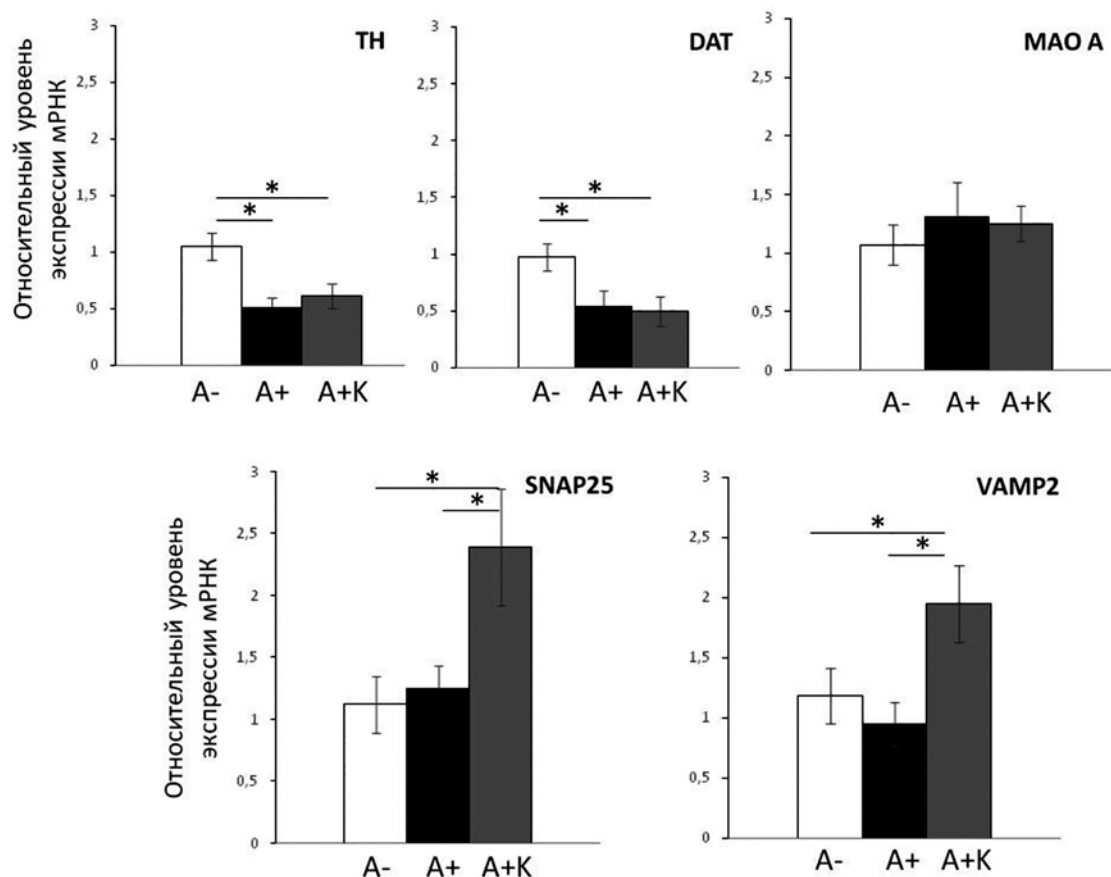 Относительный уровень
экспрессии мРНК
TH
3
2,5
2
1,5
1
0,5
0
*
*
A-
A+
A+K
DAT
3
2,5
2
1,5
1
0,5
0
*
*
A-
A+
A+K
MAO A
3
2,5
2
1,5
1
0,5
0
A-
A+
A+K
Относительный уровень
экспрессии мРНК
SNAP25
3
2,5
2
1,5
1
0,5
0
*
*
A-
A+
A+K
VAMP2
3
2,5
2
1,5
1
0,5
0
*
*
A-
A+
A+K